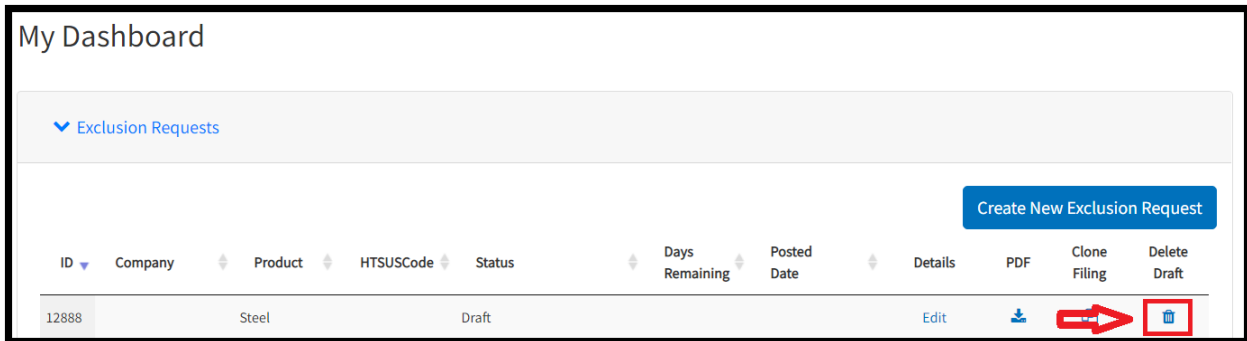 My Dashboard
Exclusion Requests
Create New Exclusion Request
ID Company Product HTSUSCode Status Days Remaining Posted Date Details PDF Clone Filing Delete Draft
12888 Steel Draft Edit